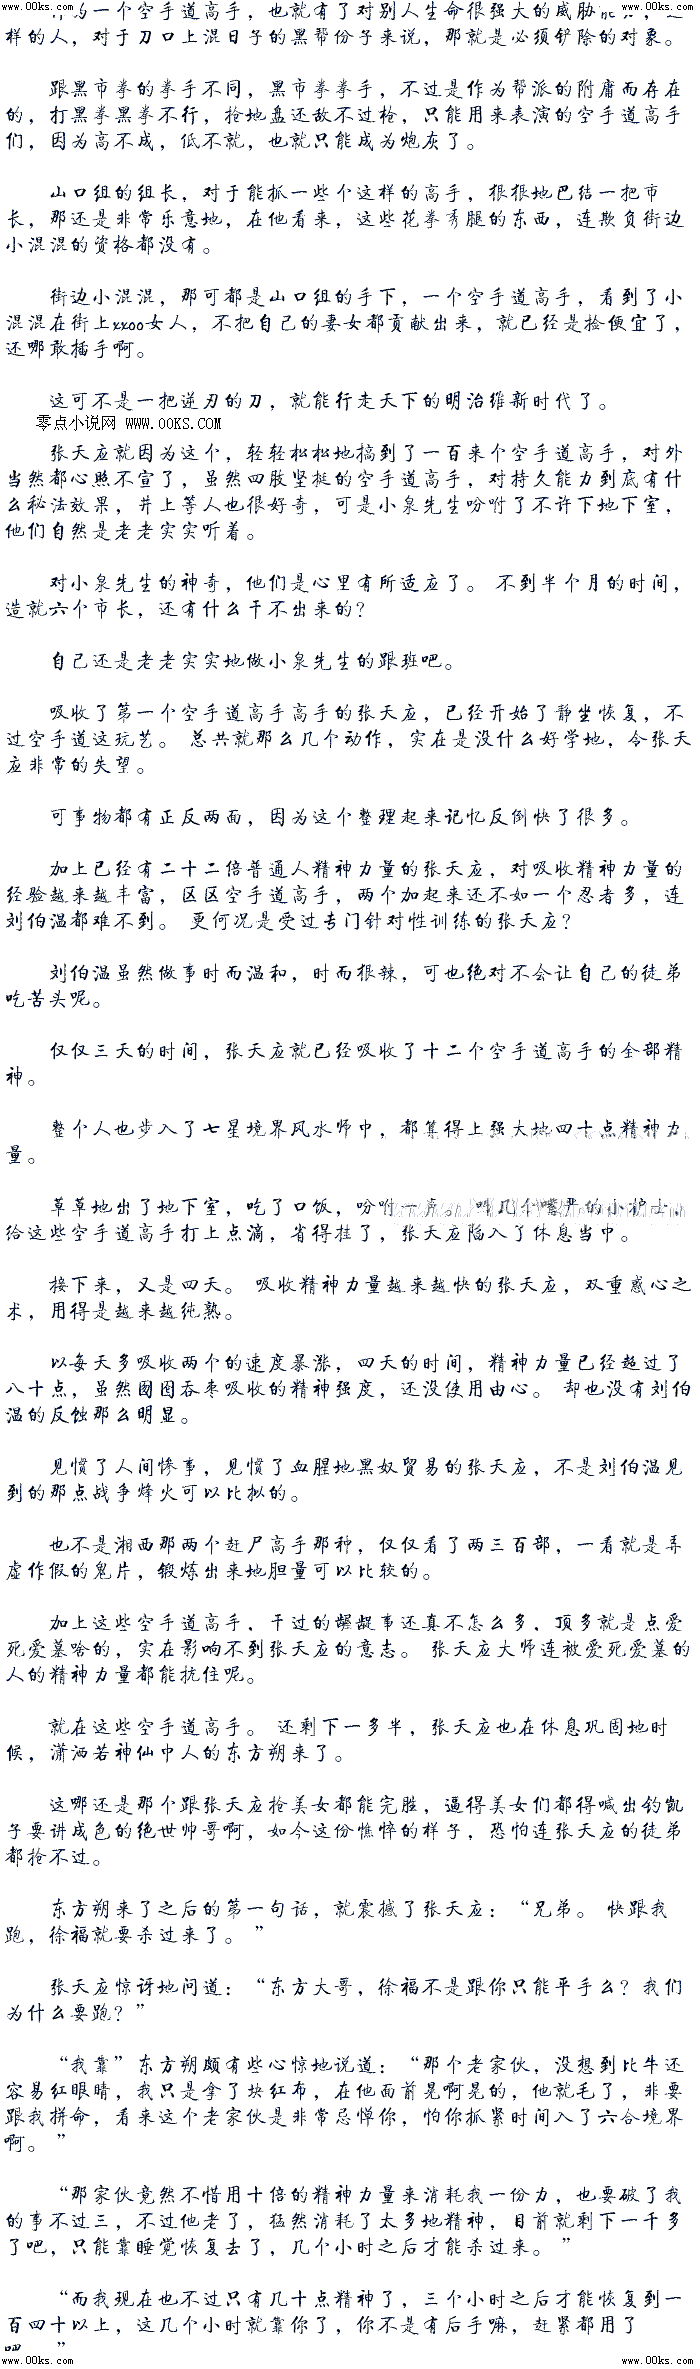 www.00ks.com www.00ks.com
一个空手道高手，也就有了对别人生命很强大的威胁
样的人，对于刀口上混日子的黑帮份子来说，那就是必须铲除的对象。
跟黑市拳的拳手不同，黑市拳拳手，不过是作为帮派的附庸而存在
的，打黑拳黑拳不行，抢地盘还敌不过枪，只能用来表演的空手道高手
们，因为高不成，低不就，也就只能成为炮灰了。
山口组的组长，对于能抓一些个这样的高手，狠狠地巴结一把市
长，那还是非常乐意地，在他看来，这些花拳秀腿的东西，连欺负街边
小混混的资格都没有。
街边小混混，那可都是山口组的手下，一个空手道高手，看到了小
混混在街上xxoo女人，不把自己的妻女都贡献出来，就已经是捡便宜了，
还哪敢插手啊。
这可不是一把逆刃的刀，就能行走天下的明治维新时代了。
零点小说网 www.00KS.com
张天应就因为这个，轻轻松松地搞到了一百来个空手道高手，对外
当然都心照不宣了，虽然四肢坚挺的空手道高手，对持久能力到底有什
么秘法效果，井上等人也很好奇，可是小泉先生吩咐了不许下地下室，
他们自然是老老实实听着。
对小泉先生的神奇，他们是心里有所适应了。 不到半个月的时间，
造就六个市长，还有什么干不出来的？
自己还是老老实实地做小泉先生的跟班吧。
吸收了第一个空手道高手高手的张天应，已经开始了静坐恢复，不
过空手道这玩艺。 总共就那么几个动作，实在是没什么好学地，令张天
应非常的失望。
可事物都有正反两面，因为这个整理起来记忆反倒快了很多。
加上已经有二十二倍普通人精神力量的张天应，对吸收精神力量的
经验越来越丰富，区区空手道高手，两个加起来还不如一个忍者多，连
刘伯温都难不到。 更何况是受过专门针对性训练的张天应？
刘伯温虽然做事时而温和，时而狠辣，可也绝对不会让自己的徒弟
吃苦头呢。
仅仅三天的时间，张天应就已经吸收了十二个空手道高手的全部精
神。
整个人也步入了七星境界风水师中，都算得上强大地四十点精神力
量。
草草地出了地下室，吃了口饭，吩咐一声。 叫几个嘴严的小护士，
给这些空手道高手打上点滴，省得挂了，张天应陷入了休息当中。
接下来，又是四天。 吸收精神力量越来越快的张天应，双重惑心之
术，用得是越来越纯熟。
以每天多吸收两个的速度暴涨，四天的时间，精神力量已经超过了
八十点，虽然囫囵吞枣吸收的精神强度，还没使用由心。 却也没有刘伯
温的反蚀那么明显。
见惯了人间惨事，见惯了血腥地黑奴贸易的张天应，不是刘伯温见
到的那点战争烽火可以比拟的。
也不是湘西那两个赶尸高手那种，仅仅看了两三百部，一看就是弄
虚作假的鬼片，锻炼出来地胆量可以比较的。
加上这些空手道高手，干过的龌龊事还真不怎么多，顶多就是点爱
死爱墓啥的，实在影响不到张天应的意志。 张天应大师连被爱死爱墓的
人的精神力量都能抗住呢。
就在这些空手道高手。 还剩下一多半，张天应也在休息巩固地时
候，潇洒若神仙中人的东方朔来了。
这哪还是那个跟张天应抢美女都能完胜，逼得美女们都得喊出钓凯
子要讲成色的绝世帅哥啊，如今这份憔悴的样子，恐怕连张天应的徒弟
都抢不过。
东方朔来了之后的第一句话，就震撼了张天应：“兄弟。 快跟我
跑，徐福就要杀过来了。”
张天应惊讶地问道：“东方大哥，徐福不是跟你只能平手么？我们
为什么要跑？”
“我靠”东方朔颇有些心惊地说道：“那个老家伙，没想到比牛还
容易红眼睛，我只是拿了块红布，在他面前晃啊晃的，他就毛了，非要
跟我拼命，看来这个老家伙是非常忌惮你，怕你抓紧时间入了六合境界
啊。”
“那家伙竟然不惜用十倍的精神力量来消耗我一份力，也要破了我
的事不过三，不过他老了，猛然消耗了太多地精神，目前就剩下一千多
了吧，只能靠睡觉恢复去了，几个小时之后才能杀过来。”
“而我现在也不过只有几十点精神了，三个小时之后才能恢复到一
百四十以上，这几个小时就靠你了，你不是有后手嘛，赶紧都用了
吧。”
www.00ks.com www.00ks.com